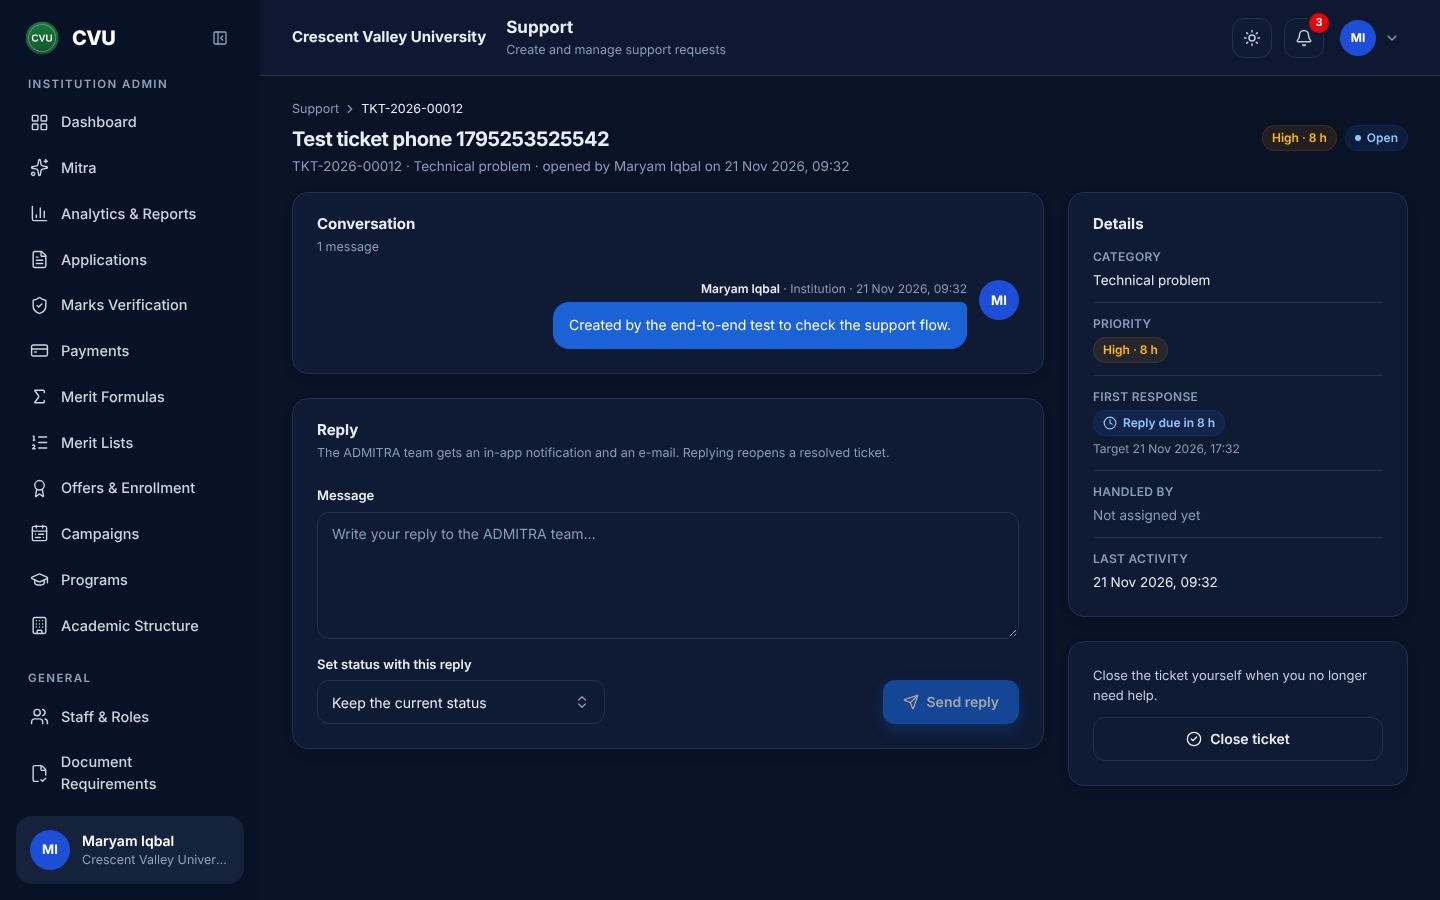 CVU
CVU
INSTITUTION ADMIN
Dashboard
Mitra
Analytics & Reports
Applications
Marks Verification
Payments
Merit Formulas
Merit Lists
Offers & Enrollment
Campaigns
Programs
Academic Structure
GENERAL
Staff & Roles
Document
Requirements
MI
Maryam Iqbal
Crescent Valley Univer...
Crescent Valley University
Support
Create and manage support requests
3
MI
Support > TKT-2026-00012
Test ticket phone 1795253525542
High · 8 h
Open
TKT-2026-00012 · Technical problem · opened by Maryam Iqbal on 21 Nov 2026, 09:32
Conversation
1 message
Maryam Iqbal · Institution · 21 Nov 2026, 09:32
MI
Created by the end-to-end test to check the support flow.
Reply
The ADMITRA team gets an in-app notification and an e-mail. Replying reopens a resolved ticket.
Message
Write your reply to the ADMITRA team...
Set status with this reply
Keep the current status
Send reply
Details
CATEGORY
Technical problem
PRIORITY
High · 8 h
FIRST RESPONSE
Reply due in 8 h
Target 21 Nov 2026, 17:32
HANDLED BY
Not assigned yet
LAST ACTIVITY
21 Nov 2026, 09:32
Close the ticket yourself when you no longer
need help.
Close ticket